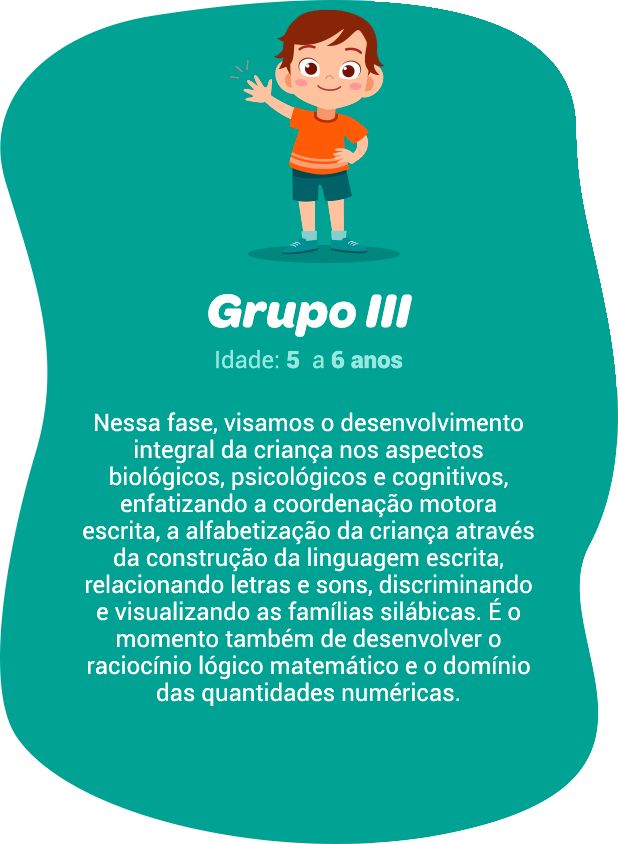 Grupo III
Idade: 5 a 6 anos
Nessa fase, visamos o desenvolvimento
integral da criança nos aspectos
biológicos, psicológicos e cognitivos,
enfatizando a coordenação motora
escrita, a alfabetização da criança através
da construção da linguagem escrita,
relacionando letras e sons, discriminando
e visualizando as famílias silábicas. É o
momento também de desenvolver o
raciocínio lógico matemático e o domínio
das quantidades numéricas.